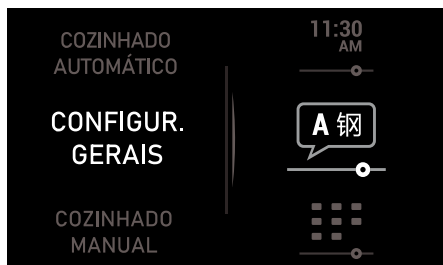 COZINHADO
AUTOMÁTICO
CONFIGUR.
GERAIS
COZINHADO
MANUAL
11:30
AM
A 钢